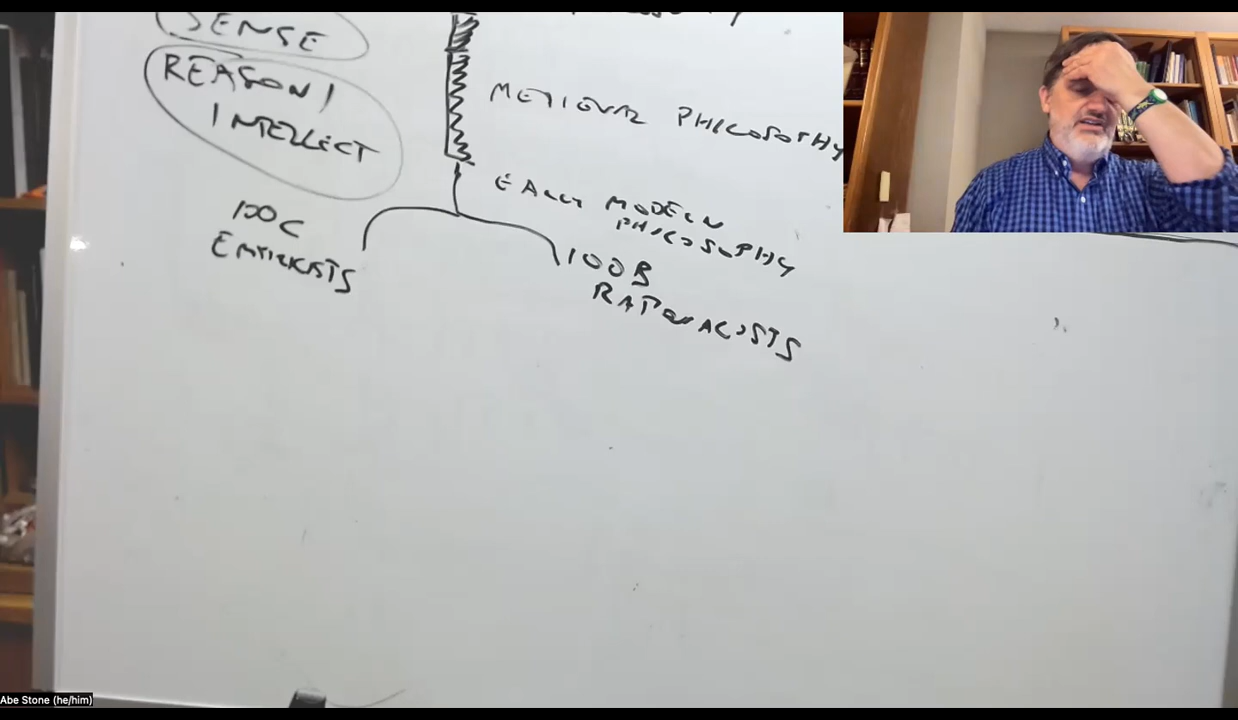 SENSE
REASON/
INTELLECT
MEDIEVAL PHILOSOPHY
EARLY MODERN
PHILOSOPHY
100C
EMPIRICISTS
100B
RATIONALISTS
Abe Stone (he/him)